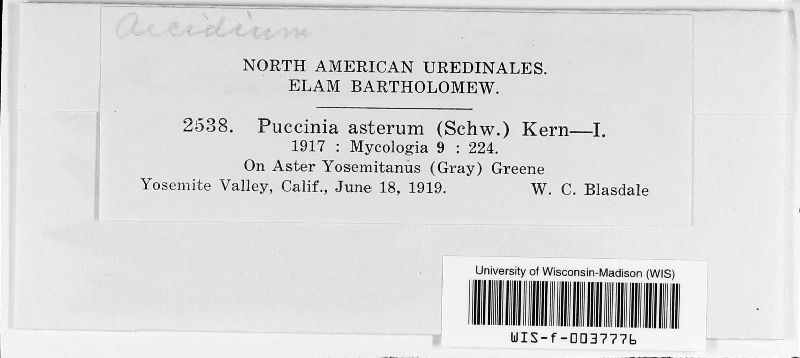 Aecidium
NORTH AMERICAN UREDINALES.
ELAM BARTHOLOMEW.
2538. Puccinia asterum (Schw.) Kern—I.
1917 : Mycologia 9 : 224.
On Aster Yosemitanus (Gray) Greene
Yosemite Valley, Calif., June 18, 1919. W. C. Blasdale
University of Wisconsin-Madison (WIS)
WIS-f-0037776